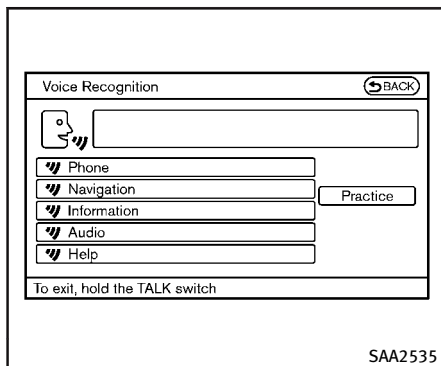 Voice Recognition
BACK
Phone
Navigation
Practice
Information
Audio
Help
To exit, hold the TALK switch
SAA2535